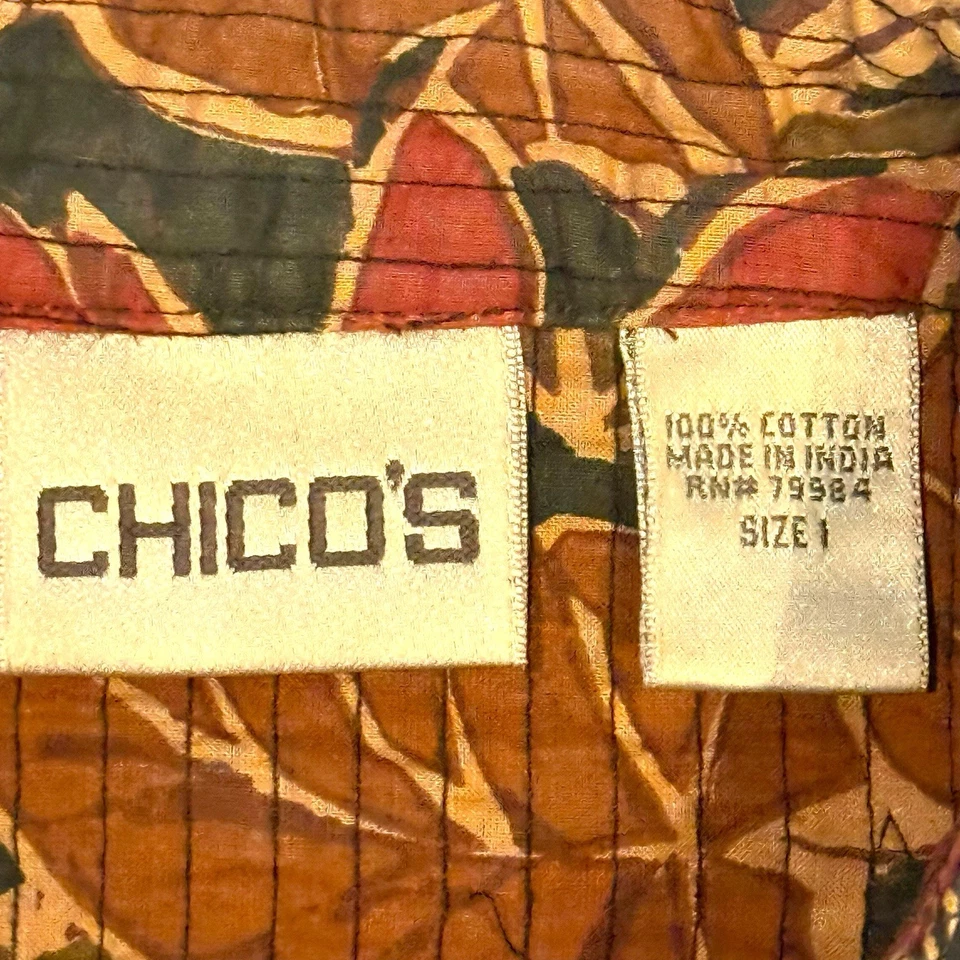 CHICO'S
100% COTTON
MADE IN INDIA
RN# 79984
SIZE 1